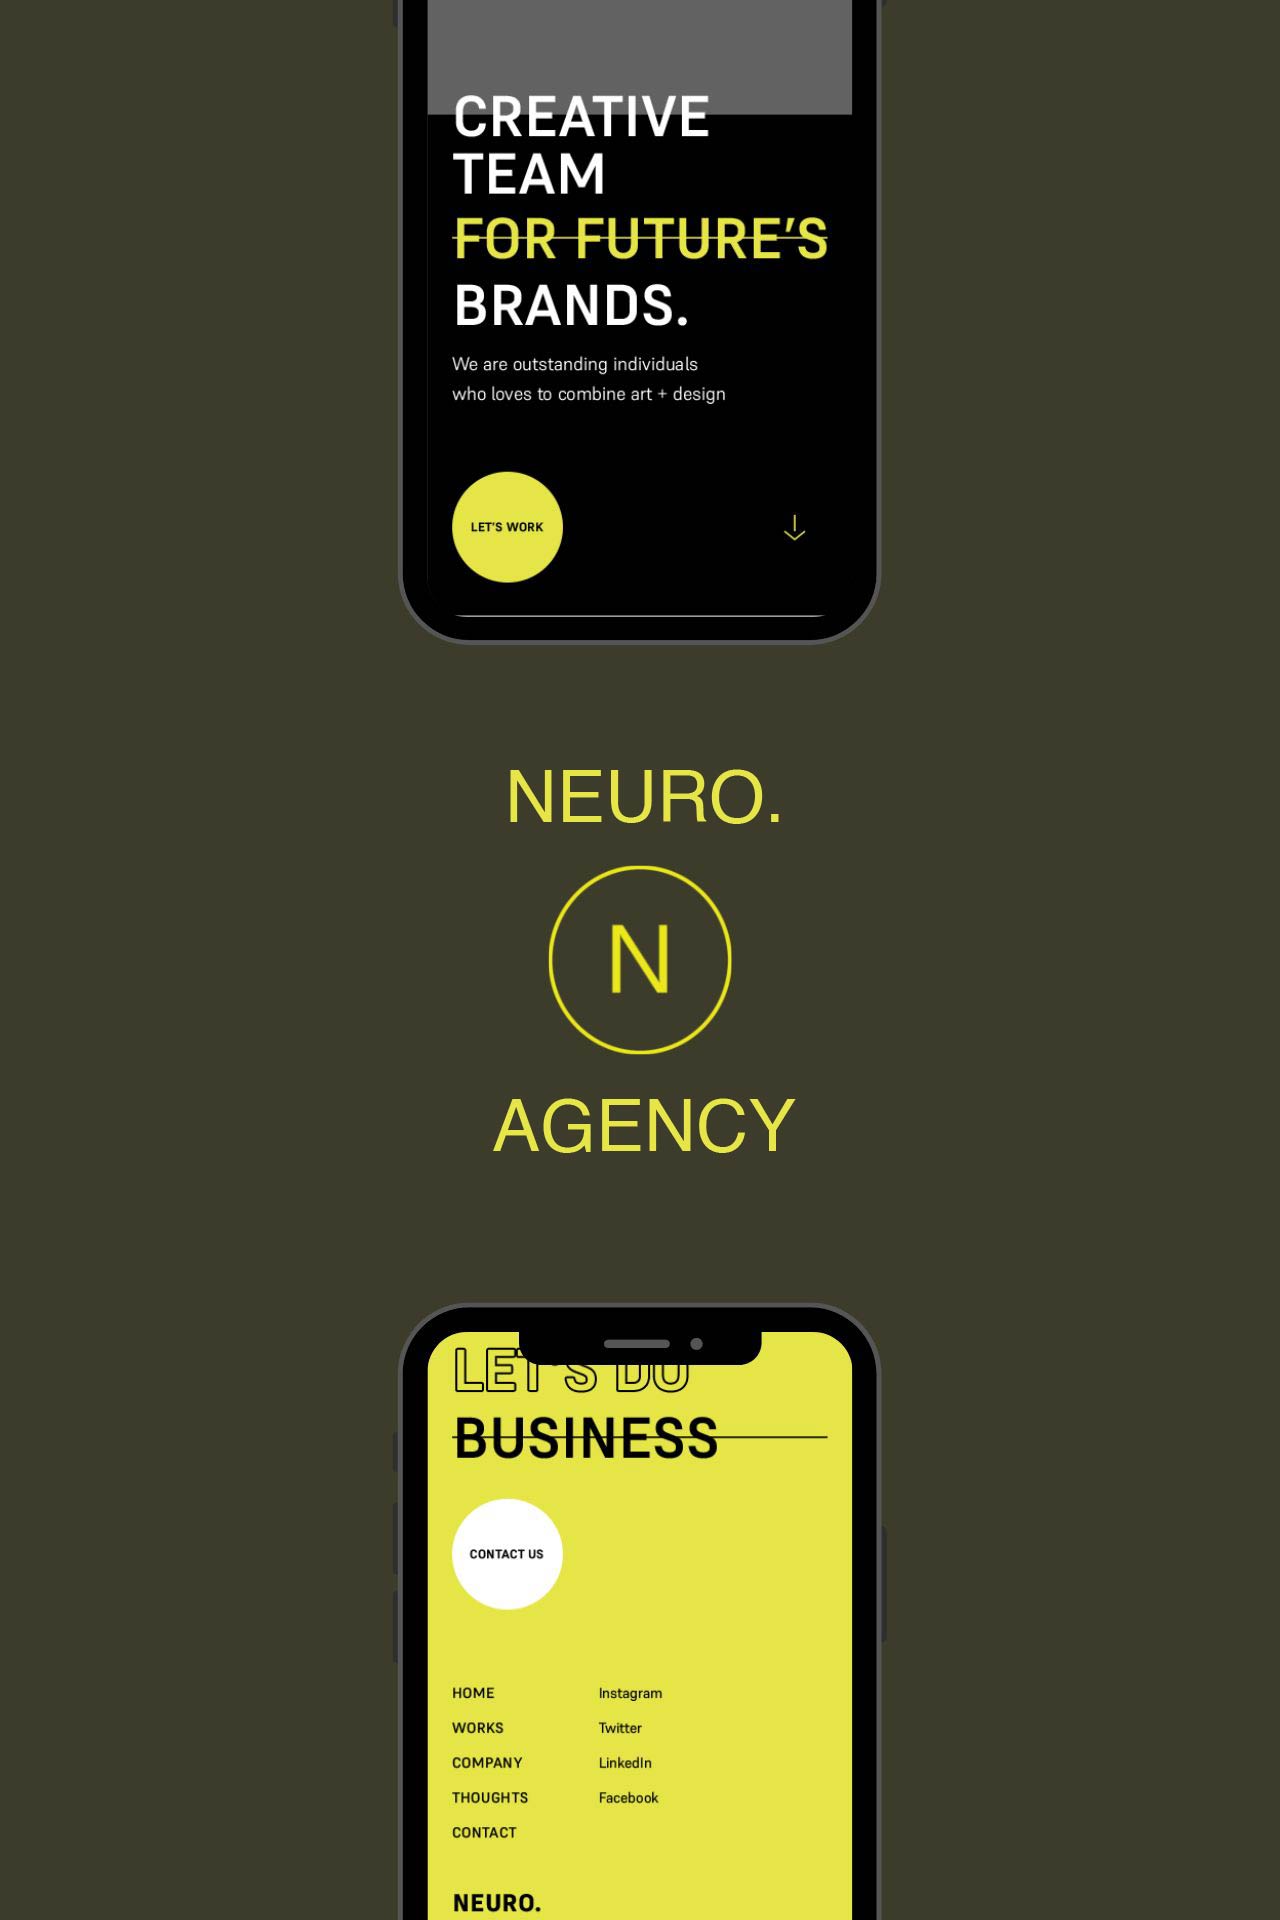 CREATIVE
TEAM
FOR FUTURE'S
BRANDS.
We are outstanding individuals
who loves to combine art + design
LET'S WORK
NEURO.
N
AGENCY
LET'S DO
BUSINESS
CONTACT US
HOME Instagram
WORKS Twitter
COMPANY LinkedIn
THOUGHTS Facebook
CONTACT
NEURO.